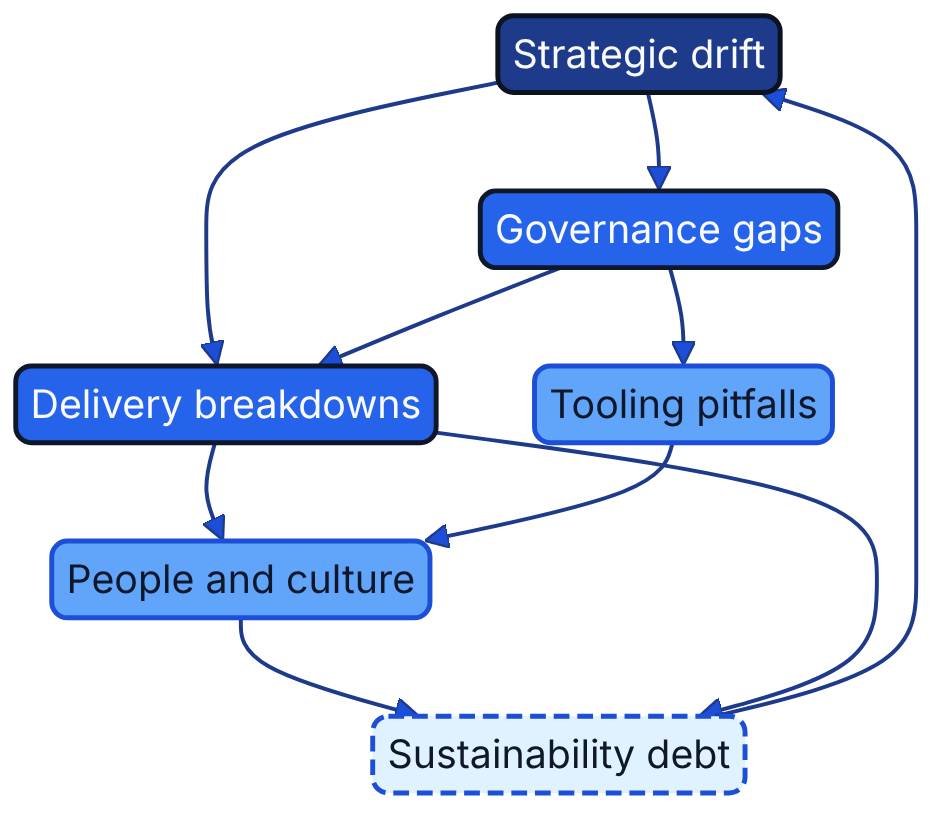 Strategic drift
Governance gaps
Delivery breakdowns
Tooling pitfalls
People and culture
Sustainability debt